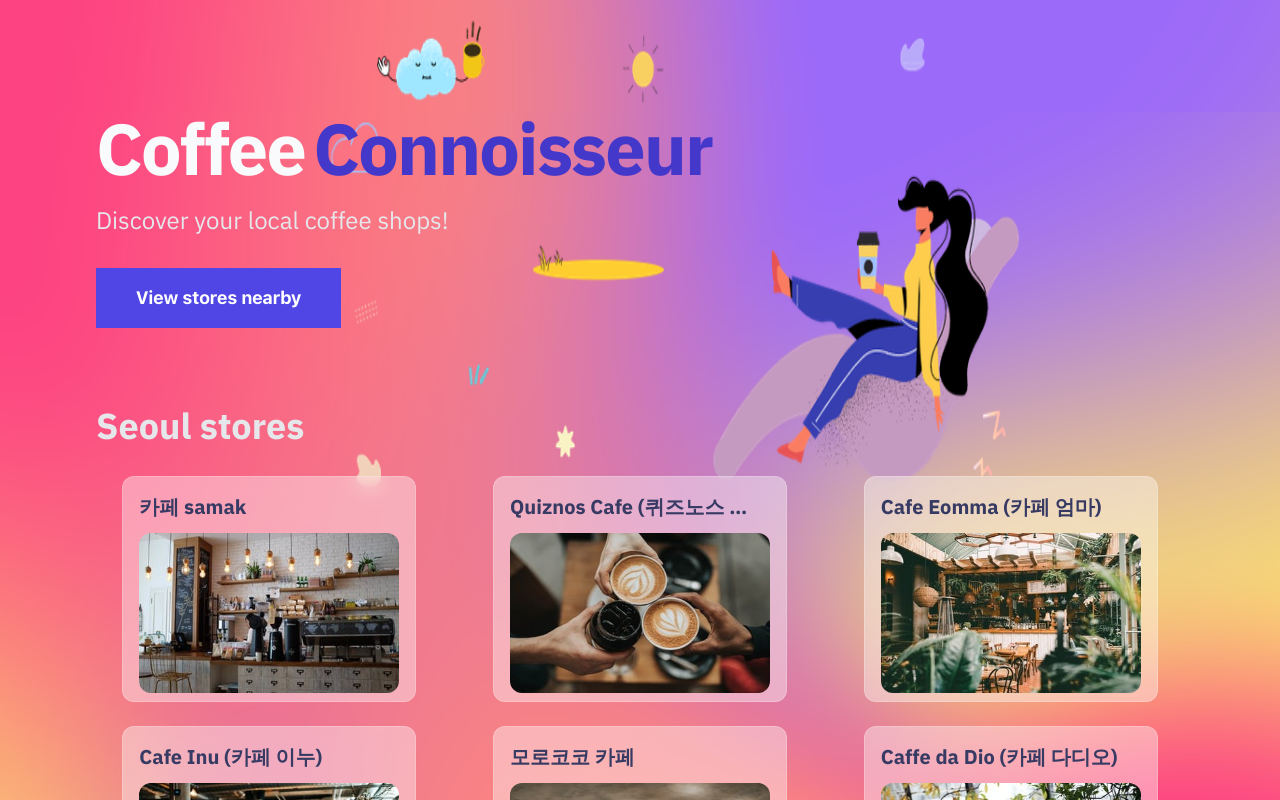 Coffee Connoisseur
Discover your local coffee shops!
View stores nearby
Seoul stores
카페 samak
Quiznos Cafe (퀴즈노스 ...
Cafe Eomma (카페 엄마)
Cafe Inu (카페 이누)
모로코코 카페
Caffe da Dio (카페 다디오)